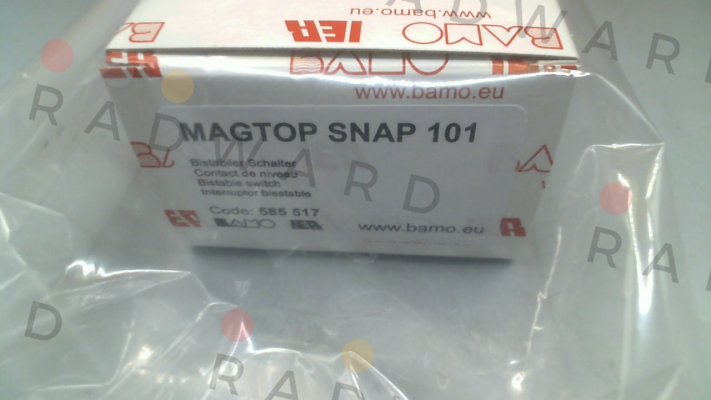 www.bamo.eu
BAMO IER
www.bamo.eu
MAGTOP SNAP 101
Bistabiler Schalter
Contact de niveau
Bistable switch
Interruptor biestable
Code: 585 517
BAMO IER www.bamo.eu
RADWARD
RADWARD